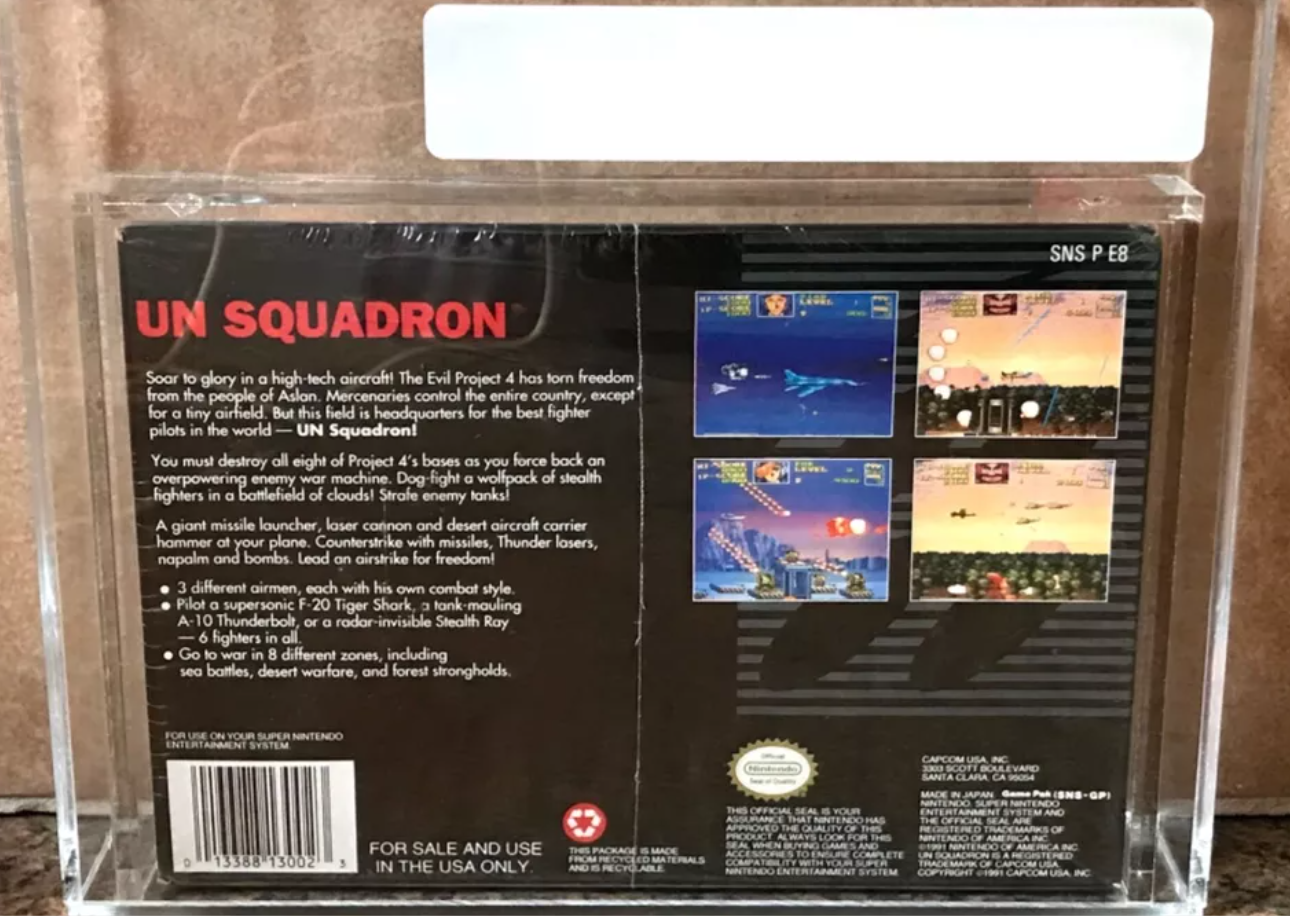 SNS P E8
UN SQUADRON
Soar to glory in a high-tech aircraft! The Evil Project 4 has torn freedom
from the people of Aslan. Mercenaries control the entire country, except
for a tiny airfield. But this field is headquarters for the best fighter
pilots in the world — UN Squadron!
You must destroy all eight of Project 4's bases as you force back an
overpowering enemy war machine. Dog-fight a wolfpack of stealth
fighters in a battlefield of clouds! Strafe enemy tanks!
A giant missile launcher, laser cannon and desert aircraft carrier
hammer at your plane. Counterstrike with missiles, Thunder lasers,
napalm and bombs. Lead an airstrike for freedom!
• 3 different airmen, each with his own combat style.
• Pilot a supersonic F-20 Tiger Shark, a tank-mauling
A-10 Thunderbolt, or a radar-invisible Stealth Ray
— 6 fighters in all.
• Go to war in 8 different zones, including
sea battles, desert warfare, and forest strongholds.
FOR USE ON YOUR SUPER NINTENDO
ENTERTAINMENT SYSTEM.
0 13388 13002 3
FOR SALE AND USE
IN THE USA ONLY.
THIS PACKAGE IS MADE
FROM RECYCLED MATERIALS
AND IS RECYCLABLE.
Official
Nintendo
Seal of Quality
THIS OFFICIAL SEAL IS YOUR
ASSURANCE THAT NINTENDO HAS
APPROVED THE QUALITY OF THIS
PRODUCT. ALWAYS LOOK FOR THIS
SEAL WHEN BUYING GAMES AND
ACCESSORIES TO ENSURE COMPLETE
COMPATIBILITY WITH YOUR SUPER
NINTENDO ENTERTAINMENT SYSTEM.
CAPCOM USA, INC.
3303 SCOTT BOULEVARD
SANTA CLARA, CA 95054
MADE IN JAPAN. Game Pak (SNS-GP)
NINTENDO, SUPER NINTENDO
ENTERTAINMENT SYSTEM AND
THE OFFICIAL SEAL ARE
REGISTERED TRADEMARKS OF
NINTENDO OF AMERICA INC.
©1991 NINTENDO OF AMERICA INC.
UN SQUADRON IS A REGISTERED
TRADEMARK OF CAPCOM USA.
COPYRIGHT ©1991 CAPCOM USA, INC.